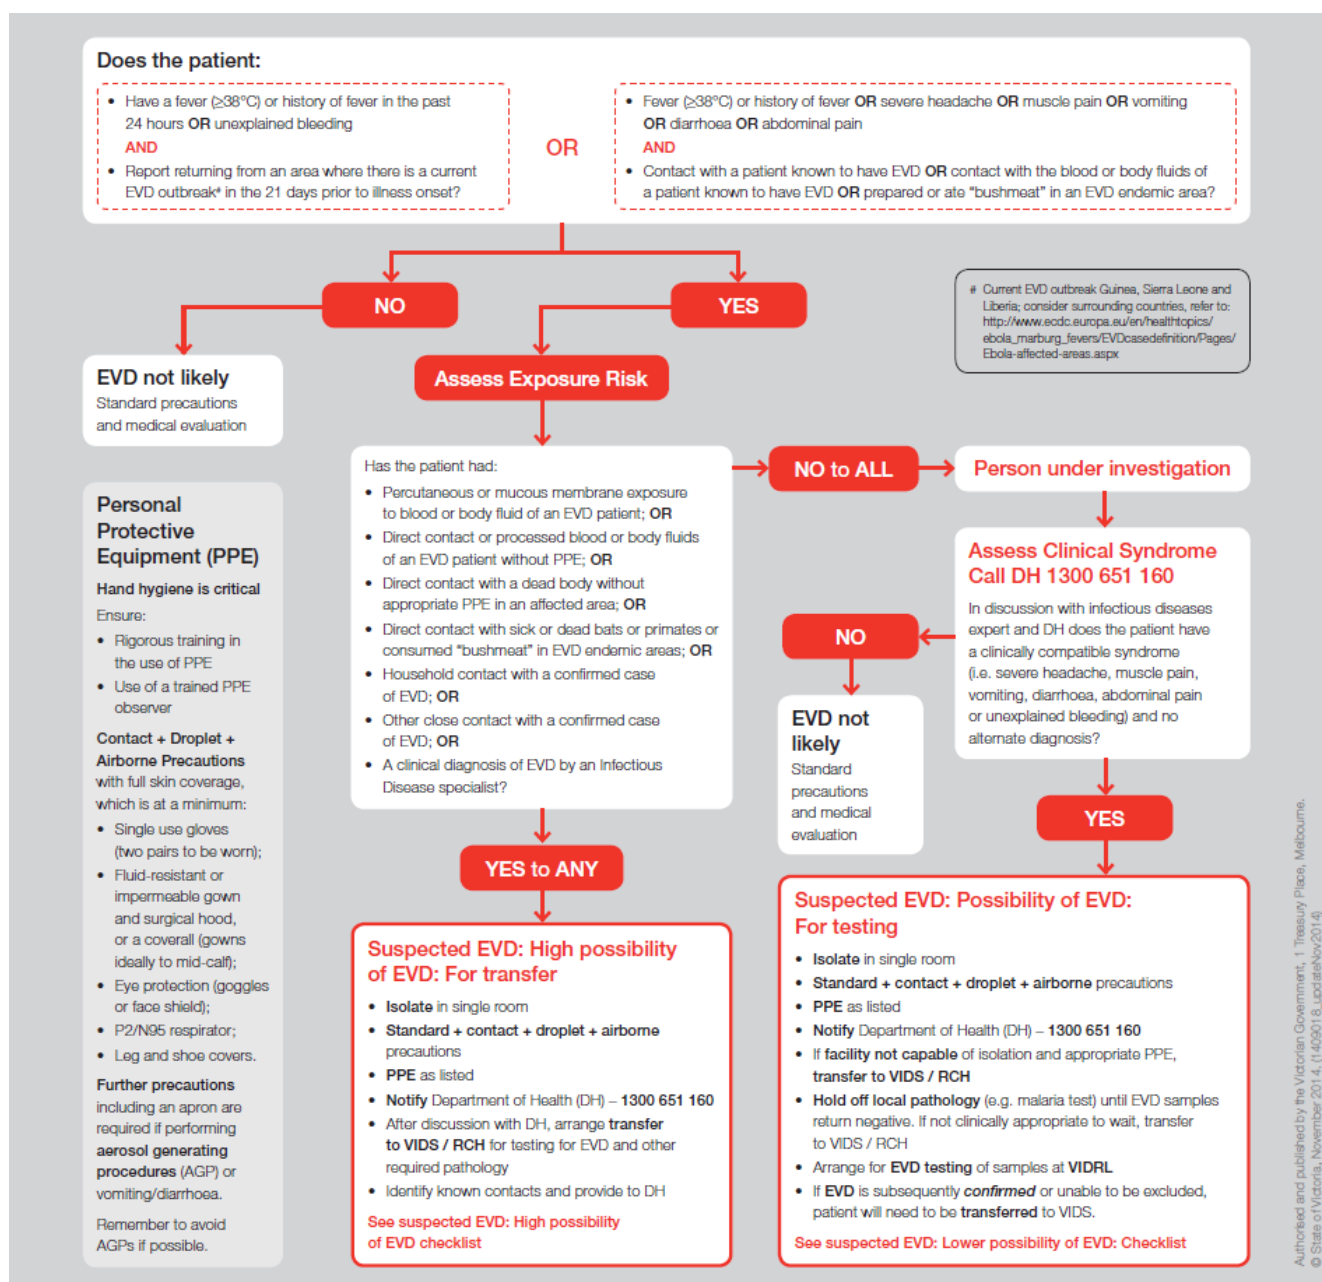 Does the patient:
• Have a fever (≥38°C) or history of fever in the past
24 hours OR unexplained bleeding
AND
• Report returning from an area where there is a current
EVD outbreak# in the 21 days prior to illness onset?
OR
• Fever (≥38°C) or history of fever OR severe headache OR muscle pain OR vomiting
OR diarrhoea OR abdominal pain
AND
• Contact with a patient known to have EVD OR contact with the blood or body fluids of
a patient known to have EVD OR prepared or ate “bushmeat” in an EVD endemic area?
NO
YES
# Current EVD outbreak Guinea, Sierra Leone and
Liberia; consider surrounding countries, refer to:
http://www.ecdc.europa.eu/en/healthtopics/
ebola_marburg_fevers/EVDcasedefinition/Pages/
Ebola-affected-areas.aspx
EVD not likely
Standard precautions
and medical evaluation
Assess Exposure Risk
Has the patient had:
• Percutaneous or mucous membrane exposure
to blood or body fluid of an EVD patient; OR
• Direct contact or processed blood or body fluids
of an EVD patient without PPE; OR
• Direct contact with a dead body without
appropriate PPE in an affected area; OR
• Direct contact with sick or dead bats or primates or
consumed “bushmeat” in EVD endemic areas; OR
• Household contact with a confirmed case
of EVD; OR
• Other close contact with a confirmed case
of EVD; OR
• A clinical diagnosis of EVD by an Infectious
Disease specialist?
NO to ALL
Person under investigation
Assess Clinical Syndrome
Call DH 1300 651 160
In discussion with infectious diseases
expert and DH does the patient have
a clinically compatible syndrome
(i.e. severe headache, muscle pain,
vomiting, diarrhoea, abdominal pain
or unexplained bleeding) and no
alternate diagnosis?
NO
EVD not
likely
Standard
precautions
and medical
evaluation
YES
YES to ANY
Personal
Protective
Equipment (PPE)
Hand hygiene is critical
Ensure:
• Rigorous training in
the use of PPE
• Use of a trained PPE
observer
Contact + Droplet +
Airborne Precautions
with full skin coverage,
which is at a minimum:
• Single use gloves
(two pairs to be worn);
• Fluid-resistant or
impermeable gown
and surgical hood,
or a coverall (gowns
ideally to mid-calf);
• Eye protection (goggles
or face shield);
• P2/N95 respirator;
• Leg and shoe covers.
Further precautions
including an apron are
required if performing
aerosol generating
procedures (AGP) or
vomiting/diarrhoea.
Remember to avoid
AGPs if possible.
Suspected EVD: High possibility
of EVD: For transfer
• Isolate in single room
• Standard + contact + droplet + airborne
precautions
• PPE as listed
• Notify Department of Health (DH) – 1300 651 160
• After discussion with DH, arrange transfer
to VIDS / RCH for testing for EVD and other
required pathology
• Identify known contacts and provide to DH
See suspected EVD: High possibility
of EVD checklist
Suspected EVD: Possibility of EVD:
For testing
• Isolate in single room
• Standard + contact + droplet + airborne precautions
• PPE as listed
• Notify Department of Health (DH) – 1300 651 160
• If facility not capable of isolation and appropriate PPE,
transfer to VIDS / RCH
• Hold off local pathology (e.g. malaria test) until EVD samples
return negative. If not clinically appropriate to wait, transfer
to VIDS / RCH
• Arrange for EVD testing of samples at VIDRL
• If EVD is subsequently confirmed or unable to be excluded,
patient will need to be transferred to VIDS.
See suspected EVD: Lower possibility of EVD: Checklist
Authorised and published by the Victorian Government, 1 Treasury Place, Melbourne.
© State of Victoria, November 2014, (1409018_updateNov2014)